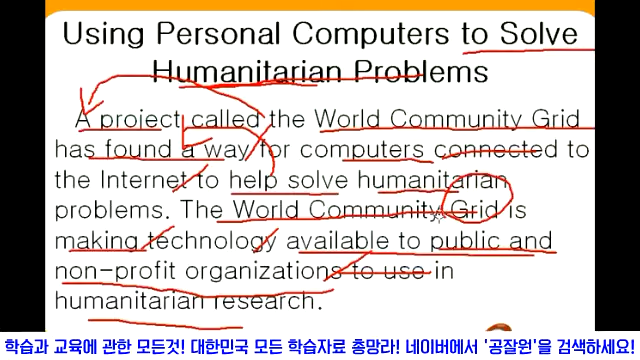 Using Personal Computers to Solve
Humanitarian Problems
A project called the World Community Grid
has found a way for computers connected to
the Internet to help solve humanitarian
problems. The World Community Grid is
making technology available to public and
non-profit organizations to use in
humanitarian research.
학습과 교육에 관한 모든것! 대한민국 모든 학습자료 총망라! 네이버에서 '공잘원'을 검색하세요!